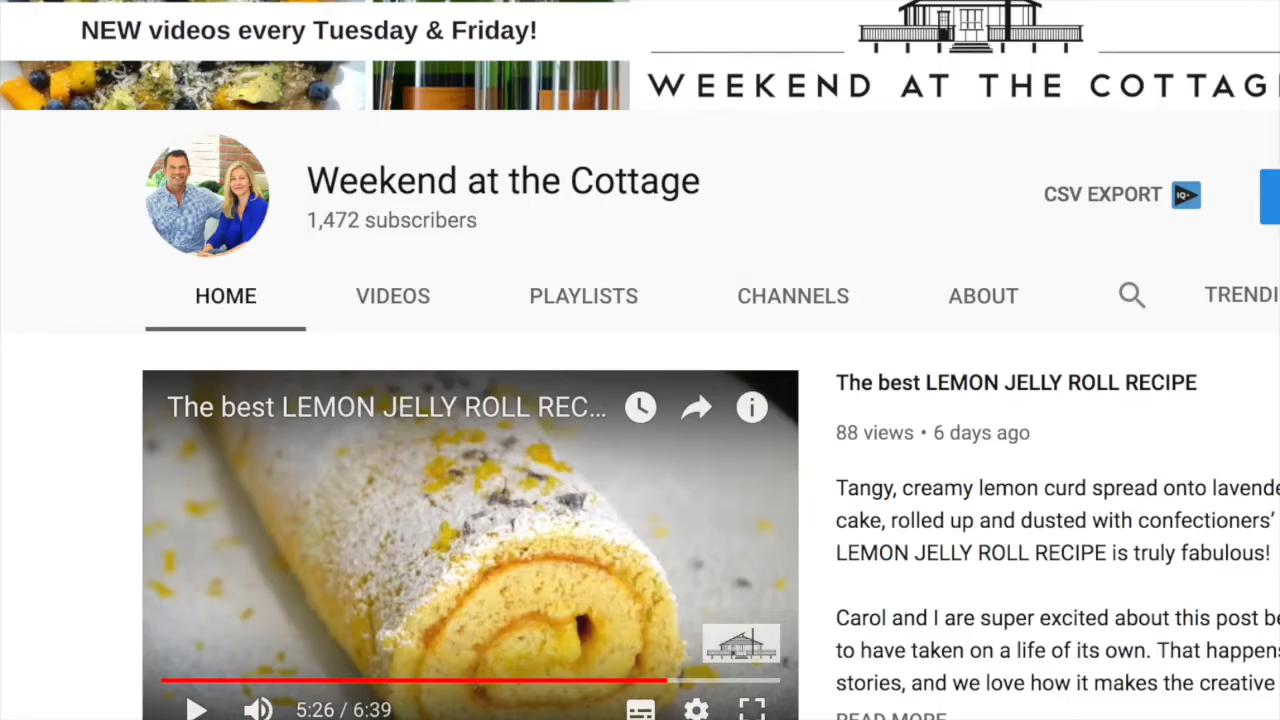 NEW videos every Tuesday & Friday!
WEEKEND AT THE COTTAG
Weekend at the Cottage
1,472 subscribers
CSV EXPORT IQ+
HOME VIDEOS PLAYLISTS CHANNELS ABOUT TRENDI
The best LEMON JELLY ROLL REC...
The best LEMON JELLY ROLL RECIPE
88 views • 6 days ago
Tangy, creamy lemon curd spread onto lavende
cake, rolled up and dusted with confectioners'
LEMON JELLY ROLL RECIPE is truly fabulous!
Carol and I are super excited about this post be
to have taken on a life of its own. That happens
stories, and we love how it makes the creative
READ MORE
5:26 / 6:39